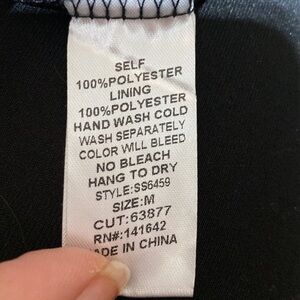 SELF
100%POLYESTER
LINING
100%POLYESTER
HAND WASH COLD
WASH SEPARATELY
COLOR WILL BLEED
NO BLEACH
HANG TO DRY
STYLE:SS6459
SIZE:M
CUT:63877
RN#:141642
ADE IN CHINA